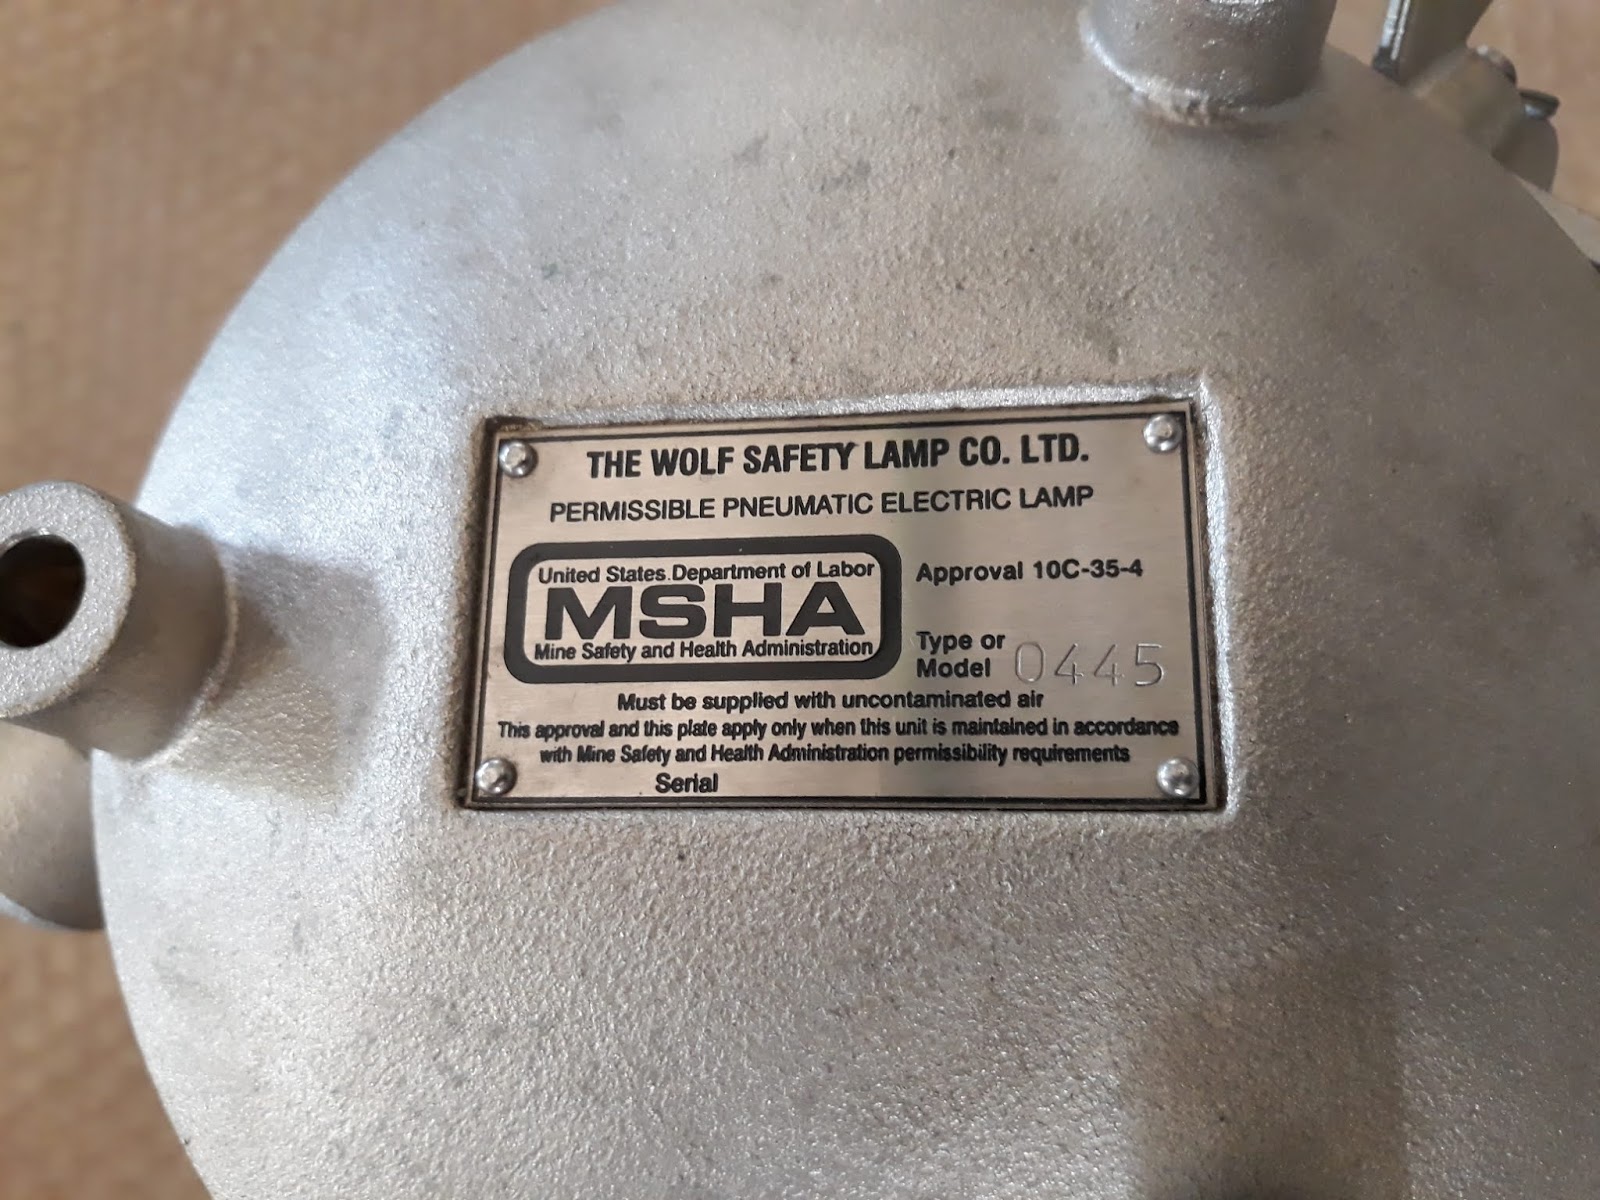 THE WOLF SAFETY LAMP CO. LTD.
PERMISSIBLE PNEUMATIC ELECTRIC LAMP
United States Department of Labor
MSHA
Mine Safety and Health Administration
Approval 10C-35-4
Type or
Model 0445
Must be supplied with uncontaminated air
This approval and this plate apply only when this unit is maintained in accordance
with Mine Safety and Health Administration permissibility requirements
Serial